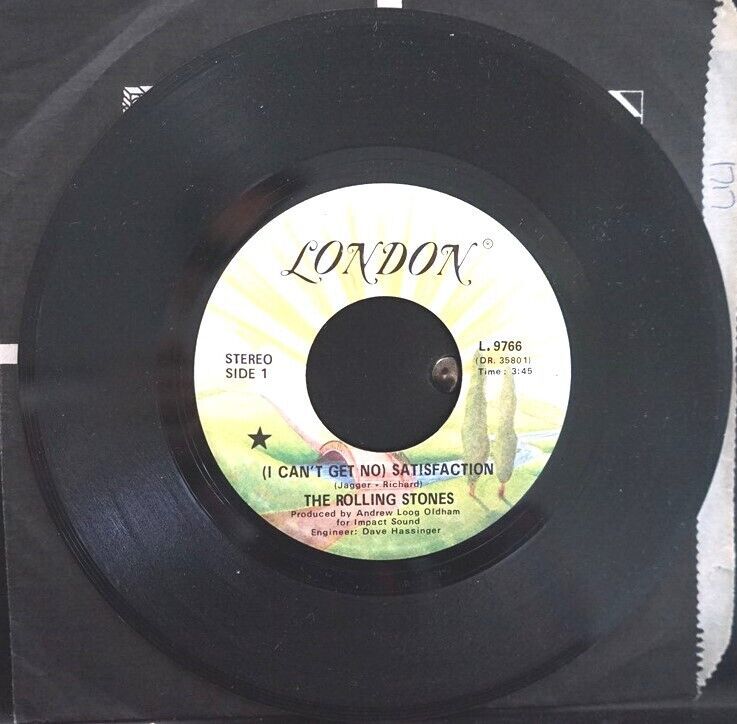 LONDON®
STEREO
SIDE 1
L. 9766
(DR. 35801)
Time: 3:45
(I CAN'T GET NO) SATISFACTION
(Jagger - Richard)
THE ROLLING STONES
Produced by Andrew Loog Oldham
for Impact Sound
Engineer: Dave Hassinger